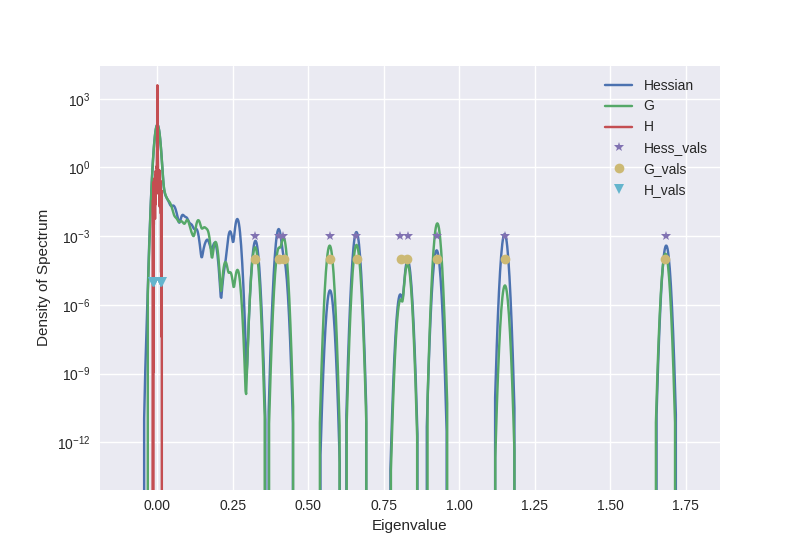 Hessian
G
H
Hess_vals
G_vals
H_vals
10^3
10^0
10^−3
10^−6
10^−9
10^−12
Density of Spectrum
0.00 0.25 0.50 0.75 1.00 1.25 1.50 1.75
Eigenvalue